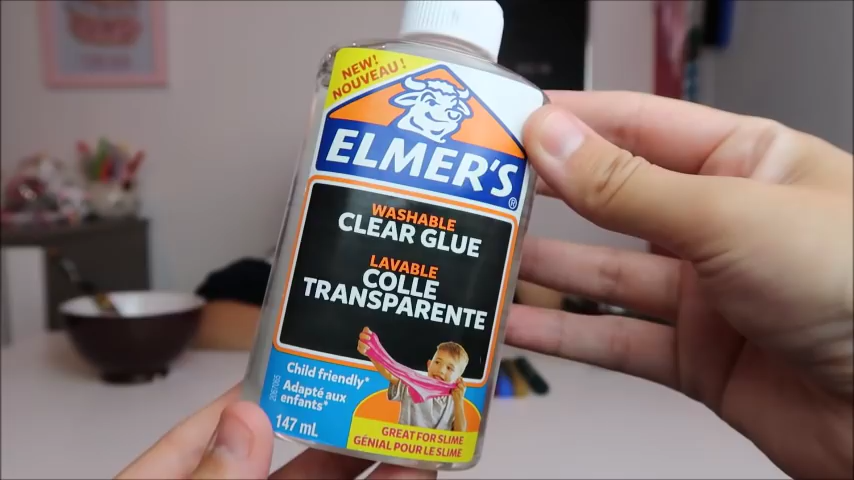 NEW!
NOUVEAU!
ELMER'S®
WASHABLE
CLEAR GLUE
LAVABLE
COLLE
TRANSPARENTE
Child friendly*
Adapté aux
enfants*
147 mL
GREAT FOR SLIME
GÉNIAL POUR LE SLIME